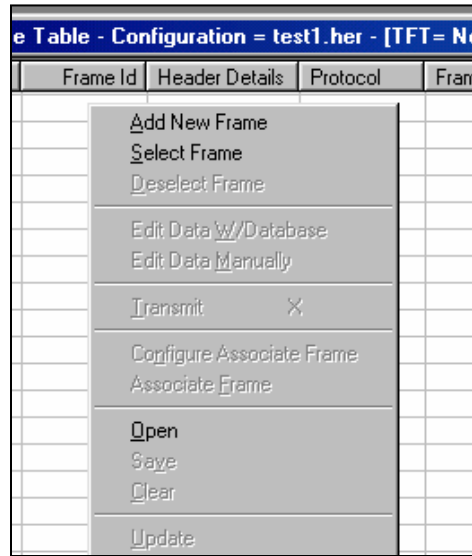 e Table - Configuration = test1.her - [TFT= N
Frame Id Header Details Protocol Fran
Add New Frame
Select Frame
Deselect Frame
Edit Data W/Database
Edit Data Manually
Transmit X
Configure Associate Frame
Associate Frame
Open
Save
Clear
Update